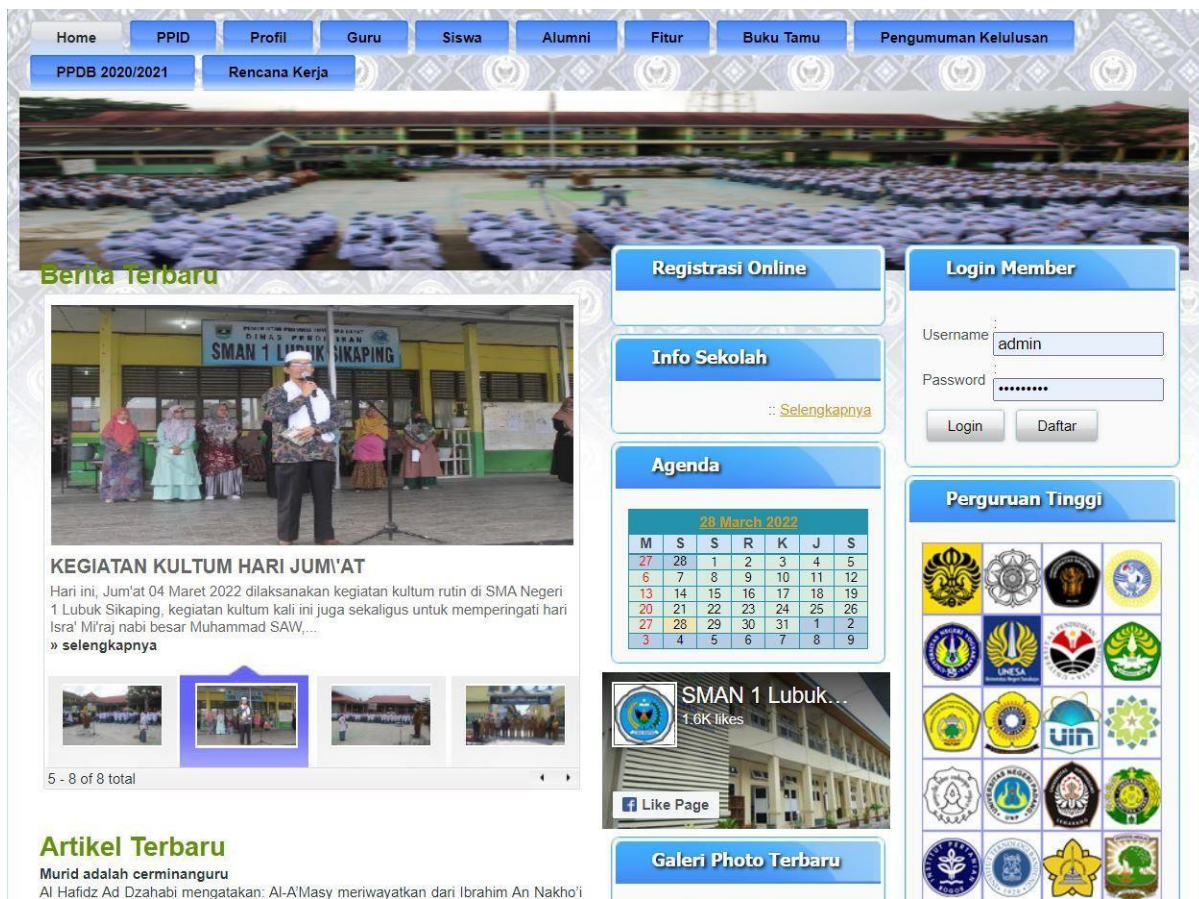 Home PPID Profil Guru Siswa Alumni Fitur Buku Tamu Pengumuman Kelulusan
PPDB 2020/2021 Rencana Kerja
Berita Terbaru
DINAS PENDIDIKAN
SMAN 1 LUBUK SIKAPING
KEGIATAN KULTUM HARI JUM\'AT
Hari ini, Jum'at 04 Maret 2022 dilaksanakan kegiatan kultum rutin di SMA Negeri
1 Lubuk Sikaping, kegiatan kultum kali ini juga sekaligus untuk memperingati hari
Isra' Mi'raj nabi besar Muhammad SAW,...
» selengkapnya
5 - 8 of 8 total
Artikel Terbaru
Murid adalah cerminanguru
Al Hafidz Ad Dzahabi mengatakan: Al-A'Masy meriwayatkan dari Ibrahim An Nakho'i
Registrasi Online
Info Sekolah
:: Selengkapnya
Agenda
28 March 2022
M S S R K J S
27 28 1 2 3 4 5
6 7 8 9 10 11 12
13 14 15 16 17 18 19
20 21 22 23 24 25 26
27 28 29 30 31 1 2
3 4 5 6 7 8 9
SMAN 1 Lubuk...
1.6K likes
Like Page
Galeri Photo Terbaru
Login Member
:
Username admin
:
Password •••••••••
Login Daftar
Perguruan Tinggi
UNESA
uin
UNP
BOGOR